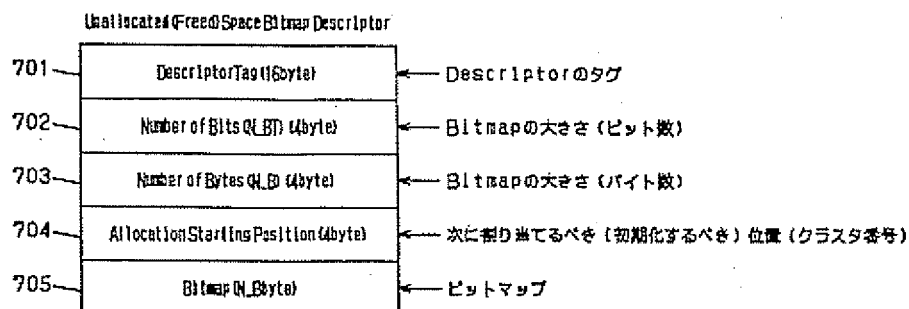 Unallocated(Freed)Space Bitmap Descriptor
701 DescriptorTag(16byte) Descriptorのタグ
702 Number of Bits(N_BT) (4byte) Bitmapの大きさ(ビット数)
703 Number of Bytes(N_B) (4byte) Bitmapの大きさ(バイト数)
704 Allocation Starting Position(4byte) 次に割り当てるべき(初期化するべき)位置(クラスタ番号)
705 Bitmap(N_Bbyte) ビットマップ